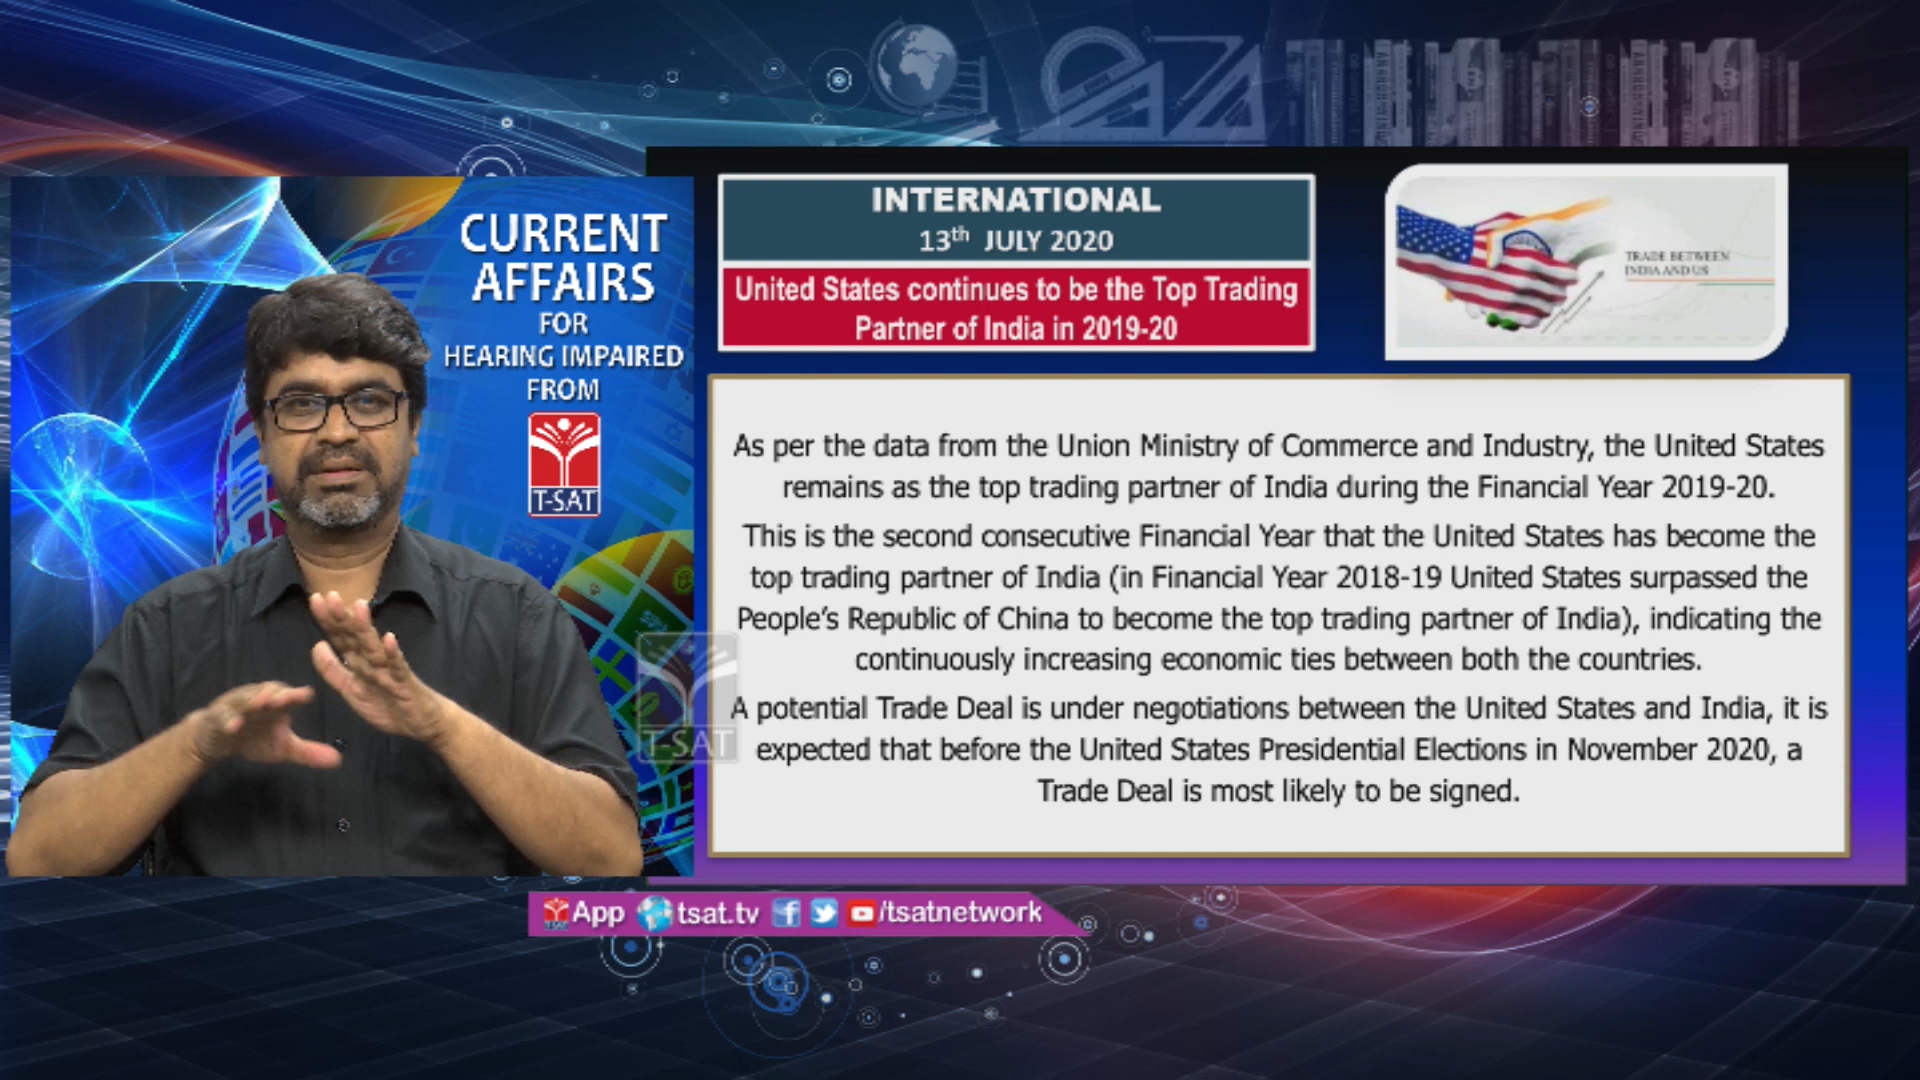 CURRENT
AFFAIRS
FOR
HEARING IMPAIRED
FROM
T-SAT
INTERNATIONAL
13th JULY 2020
United States continues to be the Top Trading
Partner of India in 2019-20
TRADE BETWEEN
INDIA AND US
As per the data from the Union Ministry of Commerce and Industry, the United States
remains as the top trading partner of India during the Financial Year 2019-20.
This is the second consecutive Financial Year that the United States has become the
top trading partner of India (in Financial Year 2018-19 United States surpassed the
People's Republic of China to become the top trading partner of India), indicating the
continuously increasing economic ties between both the countries.
A potential Trade Deal is under negotiations between the United States and India, it is
expected that before the United States Presidential Elections in November 2020, a
Trade Deal is most likely to be signed.
T-SAT
App tsat.tv /tsatnetwork